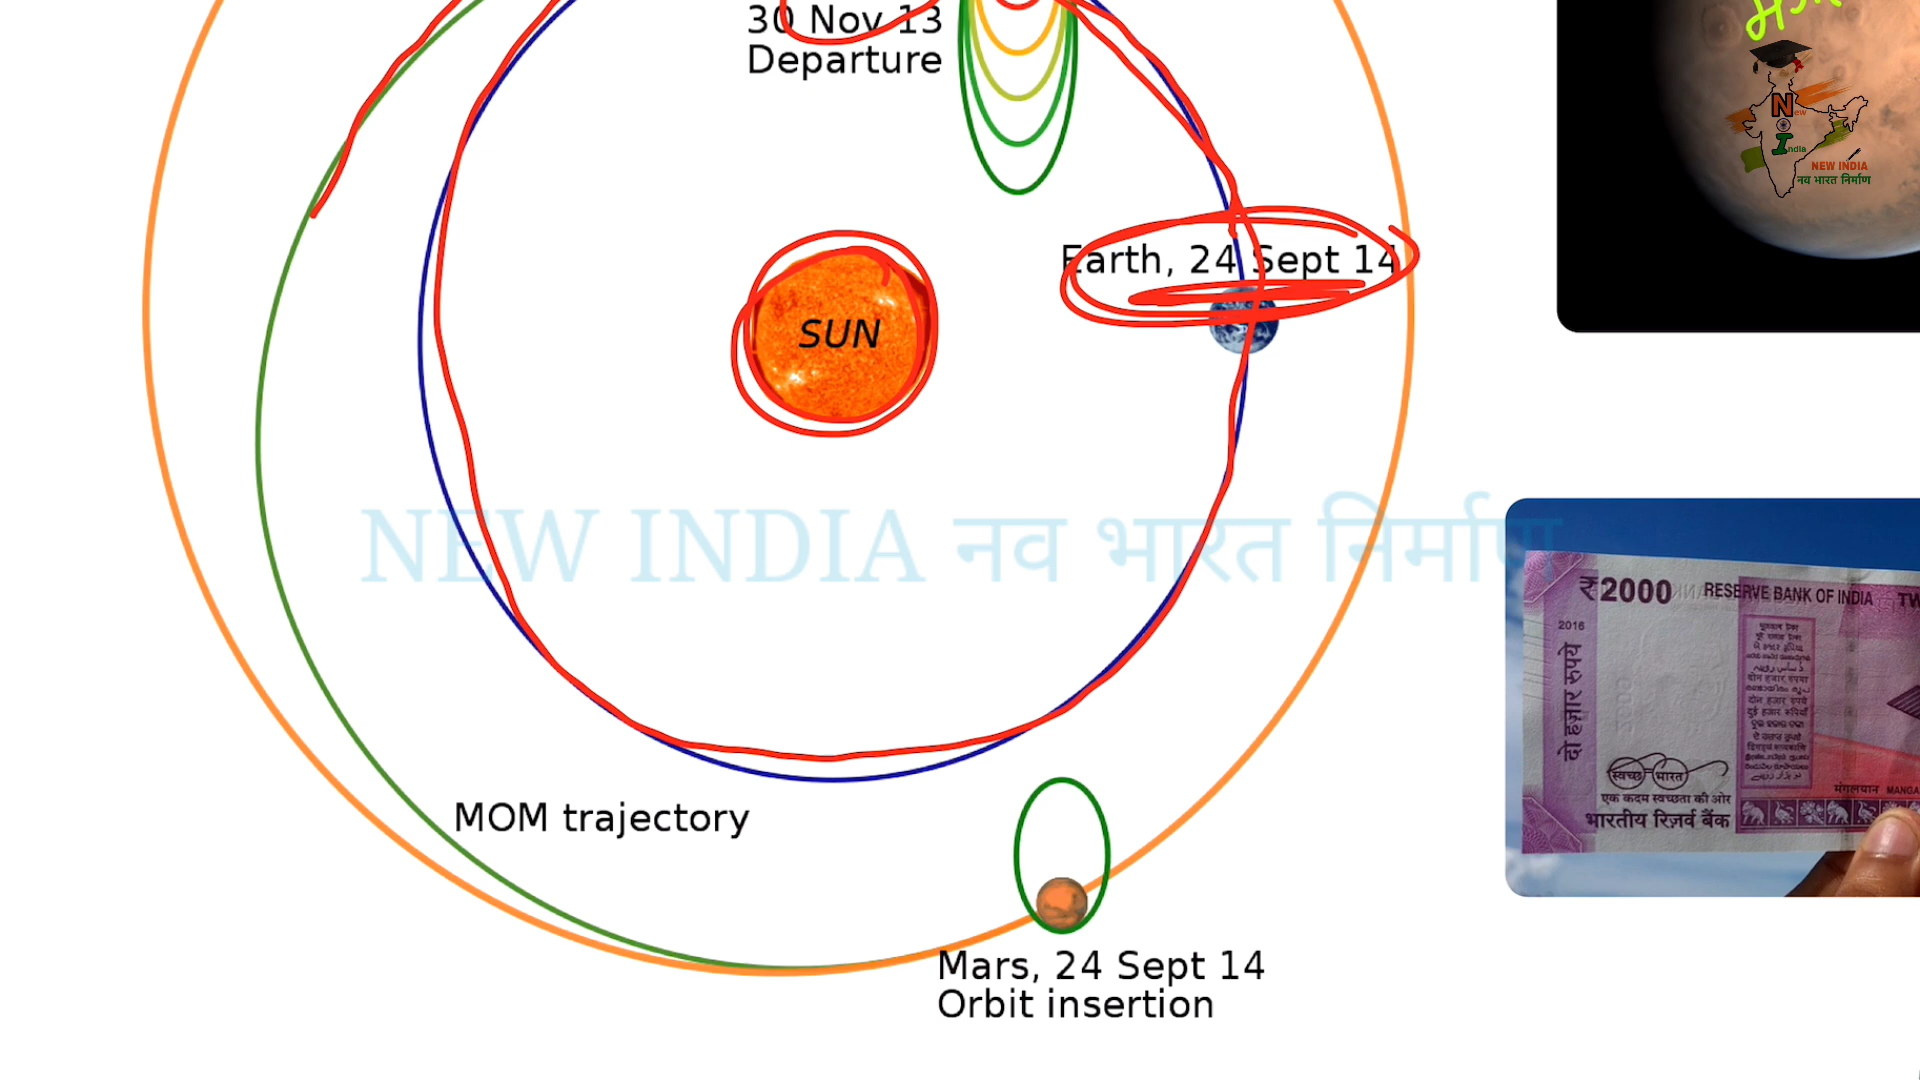 30 Nov 13
Departure
Earth, 24 Sept 14
SUN
MOM trajectory
Mars, 24 Sept 14
Orbit insertion
NEW INDIA नव भारत निर्माण
New
India
NEW INDIA
नव भारत निर्माण
₹2000
RESERVE BANK OF INDIA
2016
दो हज़ार रुपये
स्वच्छ भारत
एक कदम स्वच्छता की ओर
भारतीय रिज़र्व बैंक
मंगलयान